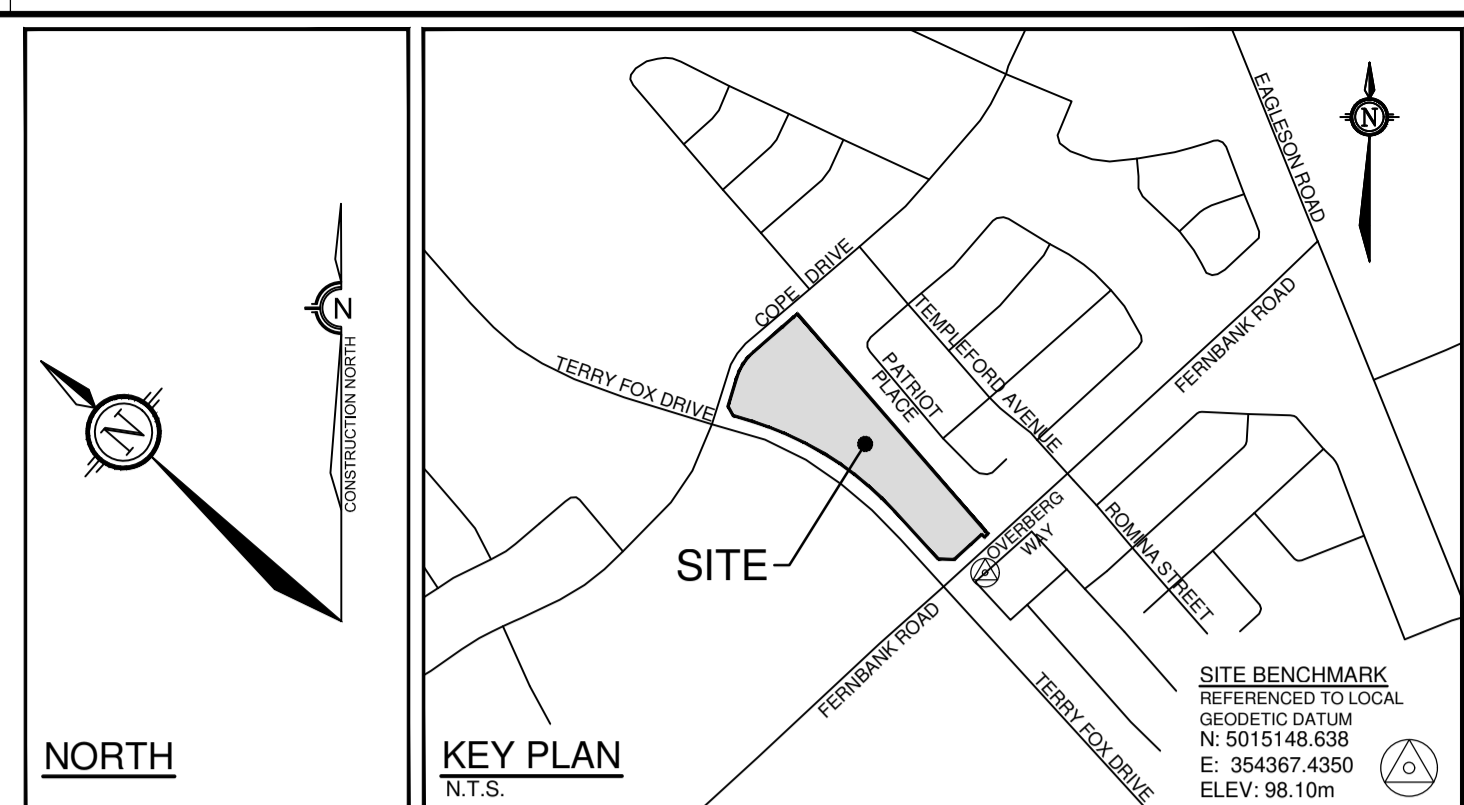 N
CONSTRUCTION NORTH
N
NORTH
EAGLESON ROAD
N
COPE DRIVE
TERRY FOX DRIVE
TEMPLEFORD AVENUE
PATRIOT
PLACE
FERNBANK ROAD
SITE
OVERBERG
WAY
ROMINA STREET
FERNBANK ROAD
TERRY FOX DRIVE
KEY PLAN
N.T.S.
SITE BENCHMARK
REFERENCED TO LOCAL
GEODETIC DATUM
N: 5015148.638
E: 354367.4350
ELEV: 98.10m